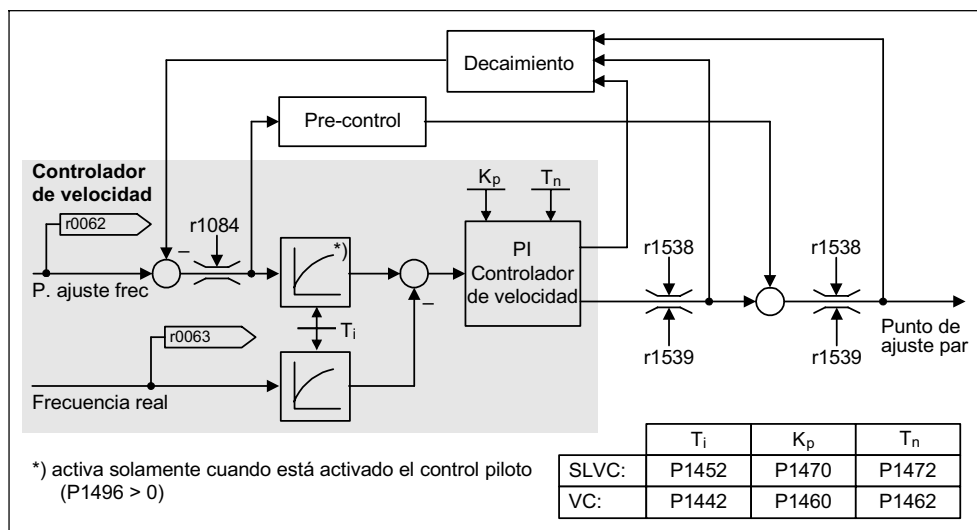 Decaimiento
Pre-control
Controlador
de velocidad
Kp
Tn
r0062
r1084
*)
PI
Controlador
de velocidad
r1538
r1538
P. ajuste frec
Ti
r0063
r1539
r1539
Punto de
ajuste par
Frecuencia real
*) activa solamente cuando está activado el control piloto
(P1496 > 0)
Ti Kp Tn
SLVC: P1452 P1470 P1472
VC: P1442 P1460 P1462